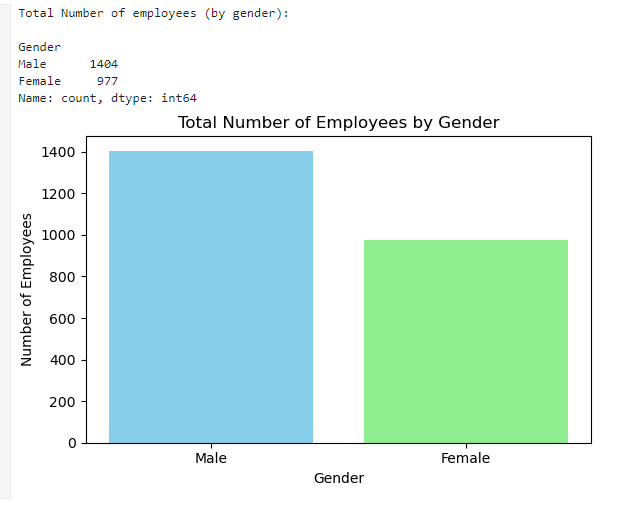 Total Number of employees (by gender):
Gender
Male 1404
Female 977
Name: count, dtype: int64
Total Number of Employees by Gender
1400
1200
1000
800
600
400
200
0
Number of Employees
Male Female
Gender